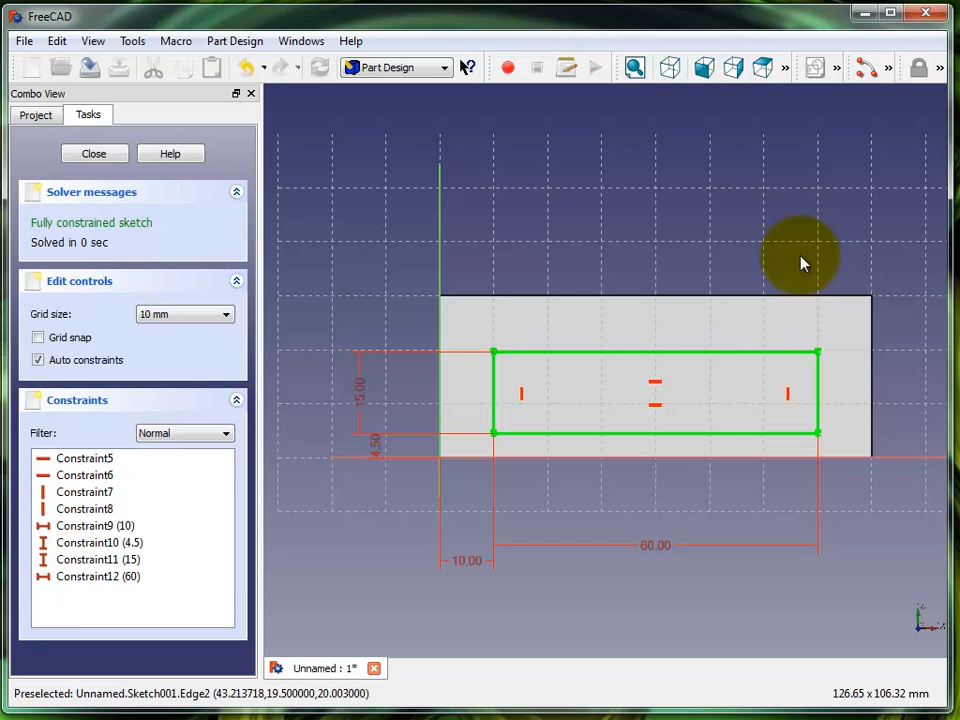 FreeCAD
File Edit View Tools Macro Part Design Windows Help
Part Design
Combo View
Project Tasks
Close Help
Solver messages
Fully constrained sketch
Solved in 0 sec
Edit controls
Grid size: 10 mm
Grid snap
Auto constraints
Constraints
Filter: Normal
Constraint5
Constraint6
Constraint7
Constraint8
Constraint9 (10)
Constraint10 (4.5)
Constraint11 (15)
Constraint12 (60)
15.00
4.50
60.00
10.00
Unnamed : 1*
Preselected: Unnamed.Sketch001.Edge2 (43.213718,19.500000,20.003000)
126.65 x 106.32 mm